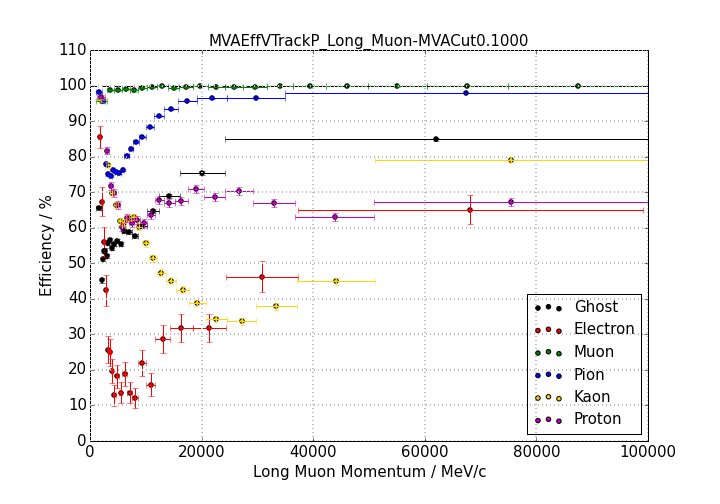 MVAEffVTrackP_Long_Muon-MVACut0.1000
110
100
90
80
70
60
50
40
30
20
10
0
Efficiency / %
0 20000 40000 60000 80000 100000
Long Muon Momentum / MeV/c
Ghost
Electron
Muon
Pion
Kaon
Proton